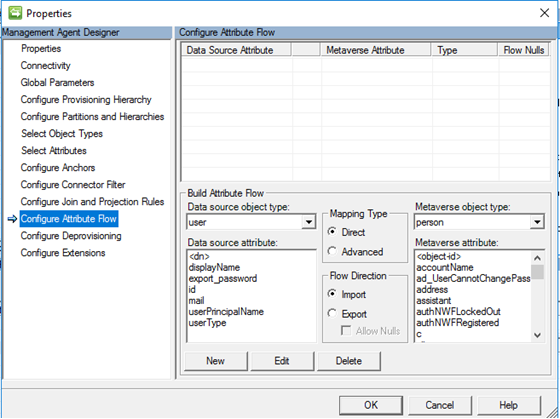 Properties
Management Agent Designer
Properties
Connectivity
Global Parameters
Configure Provisioning Hierarchy
Configure Partitions and Hierarchies
Select Object Types
Select Attributes
Configure Anchors
Configure Connector Filter
Configure Join and Projection Rules
Configure Attribute Flow
Configure Deprovisioning
Configure Extensions
Configure Attribute Flow
Data Source Attribute Metaverse Attribute Type Flow Nulls
Build Attribute Flow
Data source object type:
user
Data source attribute:
<dn>
displayName
export_password
id
mail
userPrincipalName
userType
Mapping Type
Direct
Advanced
Flow Direction
Import
Export
Allow Nulls
Metaverse object type:
person
Metaverse attribute:
<object-id>
accountName
ad_UserCannotChangePass
address
assistant
authNWFLockedOut
authNWFRegistered
c
New Edit Delete
OK Cancel Help